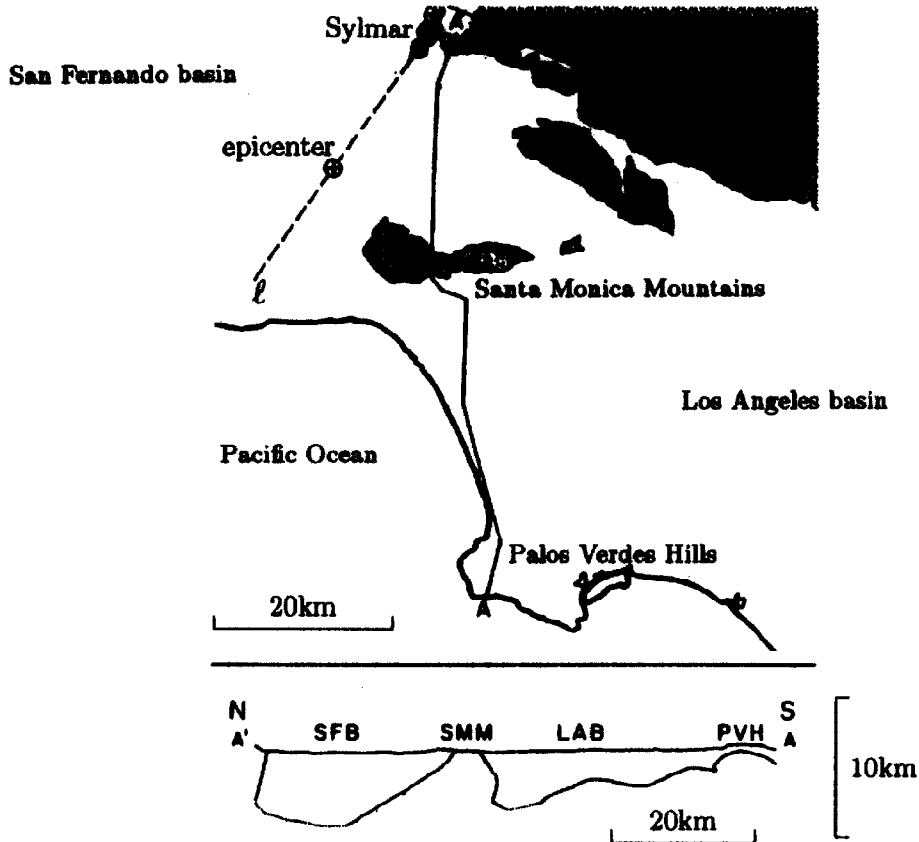 Sylmar
A'
San Fernando basin
epicenter
ℓ
Santa Monica Mountains
Los Angeles basin
Pacific Ocean
Palos Verdes Hills
20km
A
N
S
A'
SFB
SMM
LAB
PVH
A
10km
20km